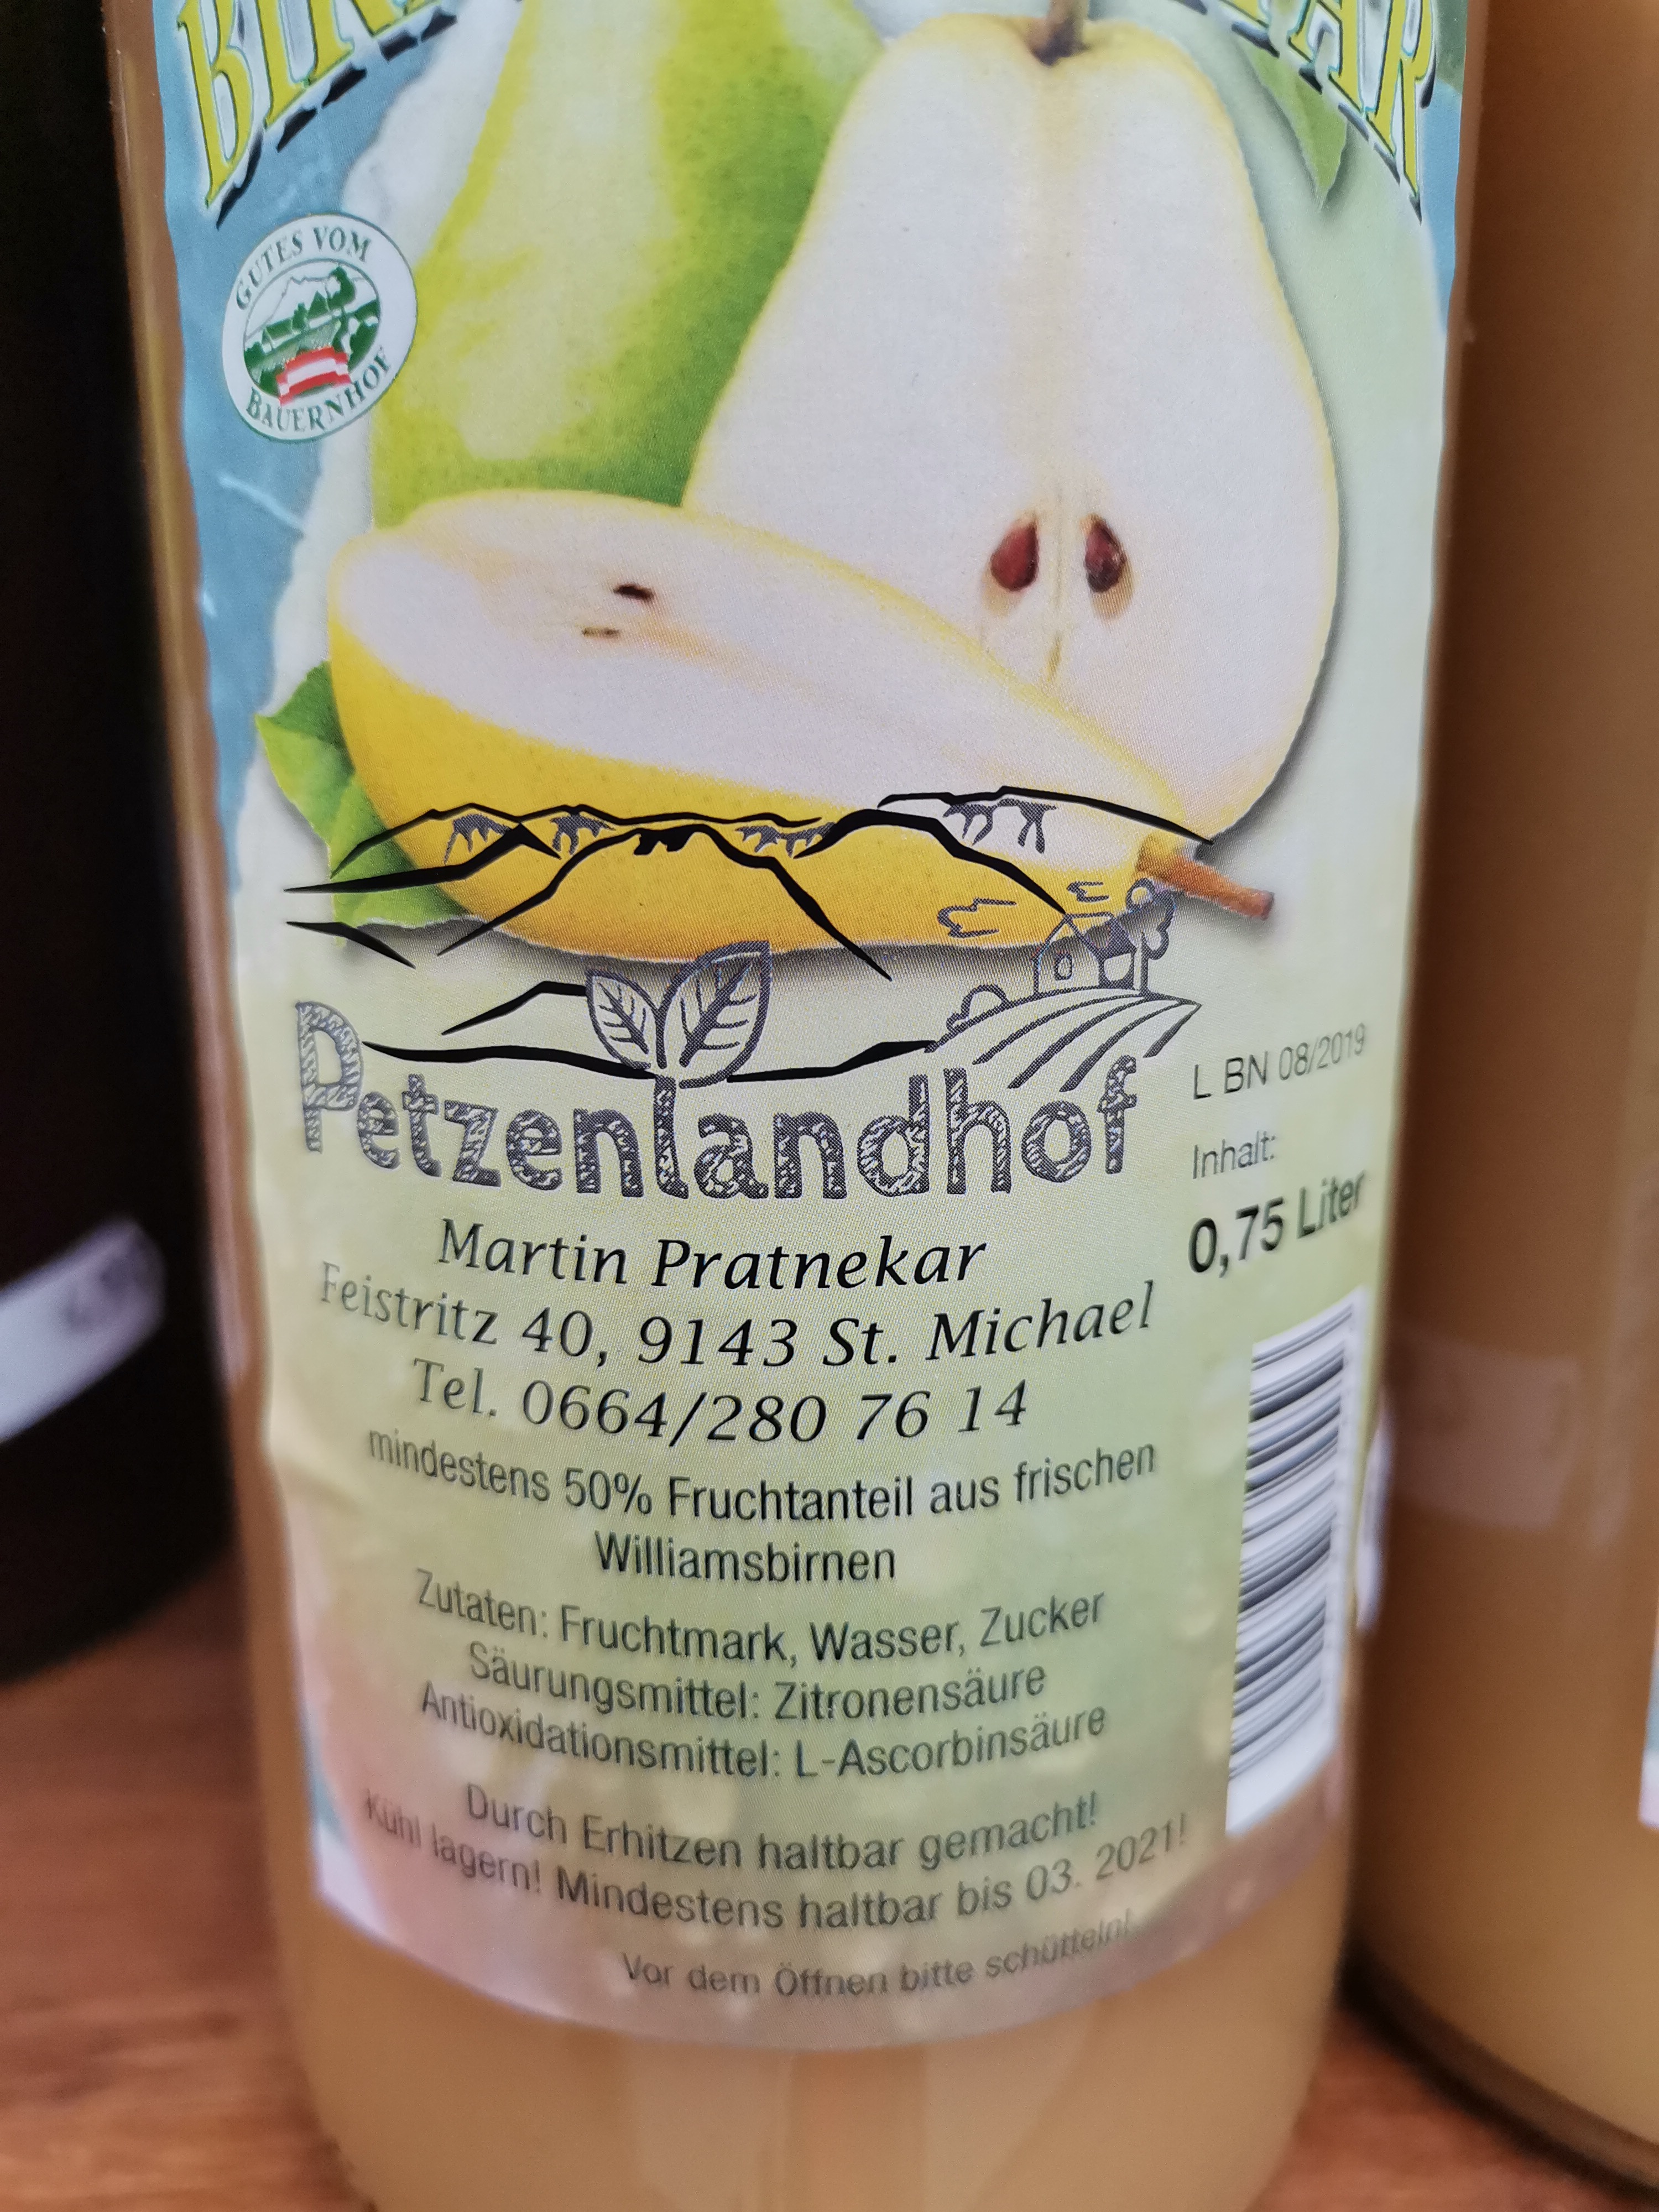 GUTES VOM
BAUERNHOF
Petzenlandhof
L BN 08/2019
Inhalt:
0,75 Liter
Martin Pratnekar
Feistritz 40, 9143 St. Michael
Tel. 0664/280 76 14
mindestens 50% Fruchtanteil aus frischen
Williamsbirnen
Zutaten: Fruchtmark, Wasser, Zucker
Säurungsmittel: Zitronensäure
Antioxidationsmittel: L-Ascorbinsäure
Durch Erhitzen haltbar gemacht!
Kühl lagern! Mindestens haltbar bis 03. 2021!
Vor dem Öffnen bitte schütteln!